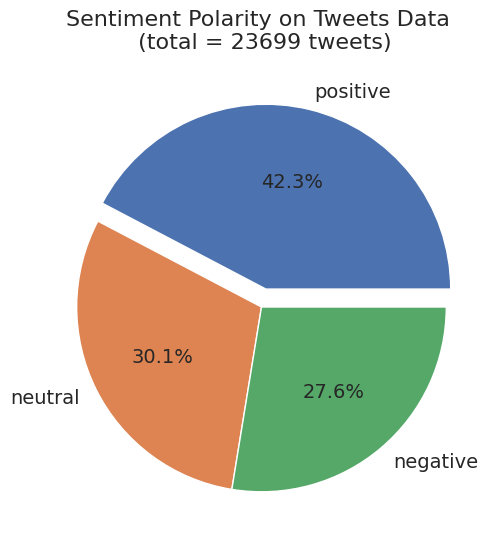 Sentiment Polarity on Tweets Data
(total = 23699 tweets)
positive
42.3%
30.1%
27.6%
neutral
negative